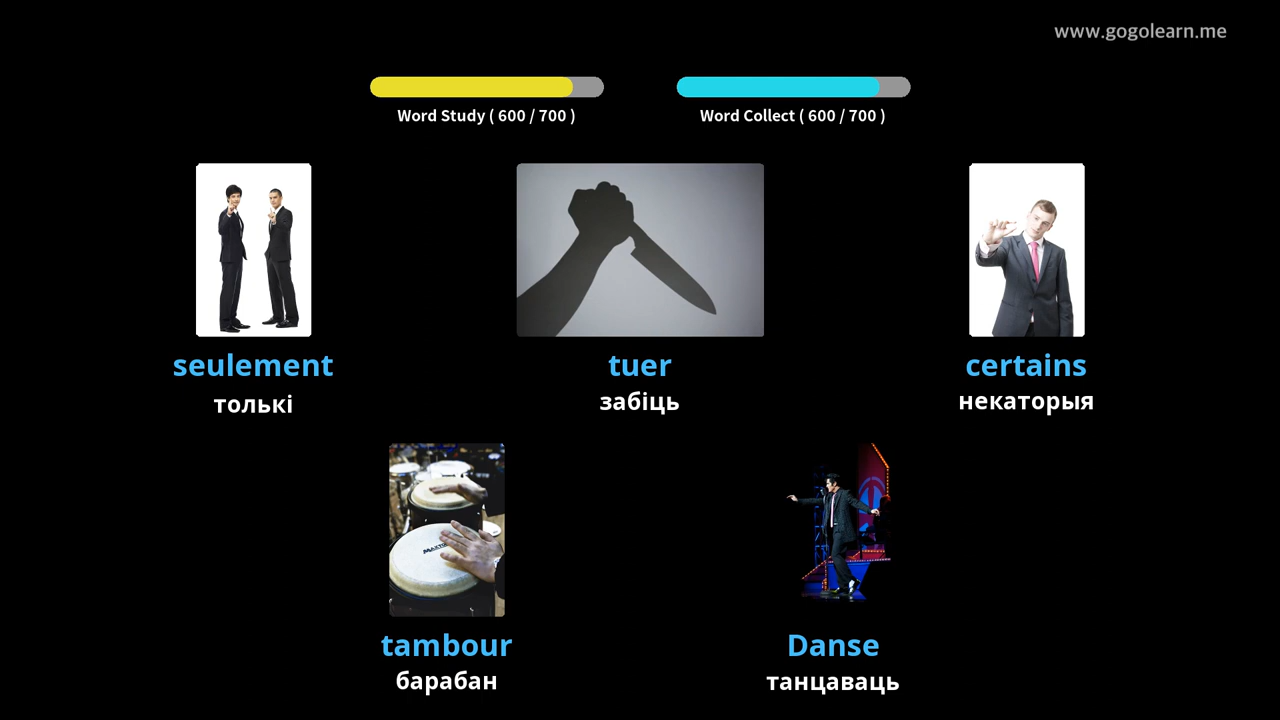 www.gogolearn.me
Word Study ( 600 / 700 )
Word Collect ( 600 / 700 )
seulement
толькі
tuer
забіць
certains
некаторыя
tambour
барабан
Danse
танцаваць